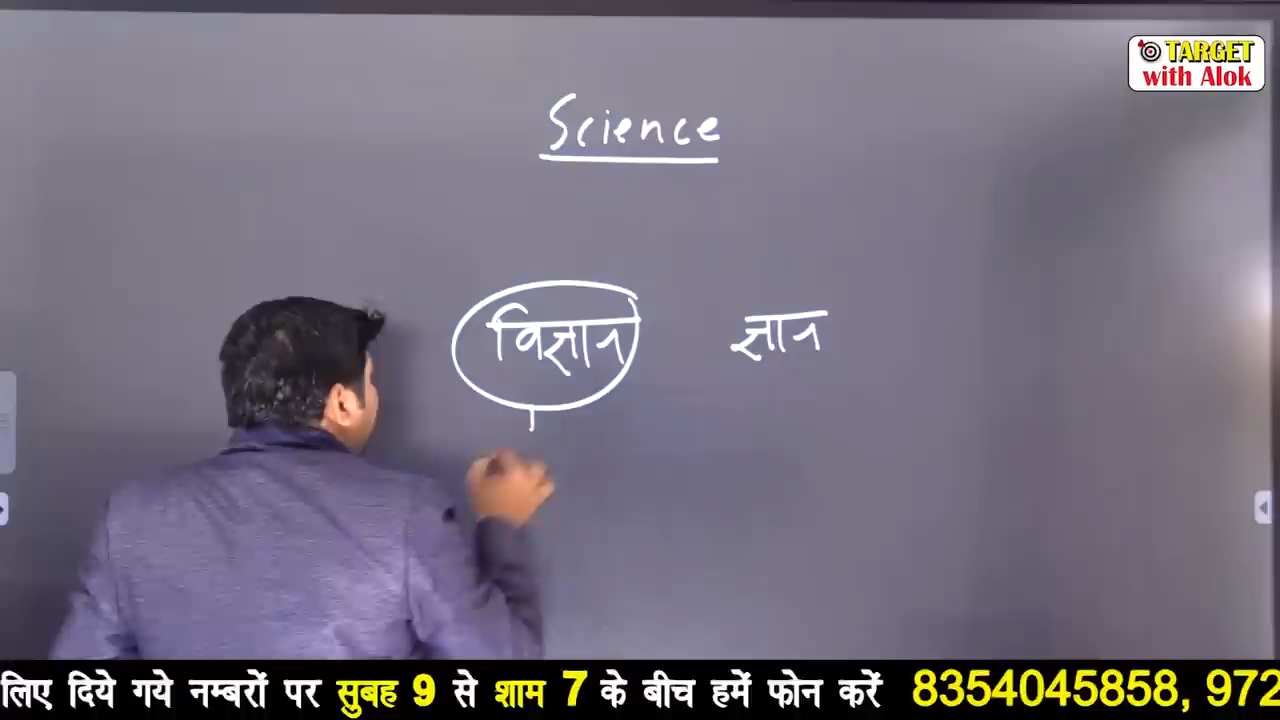 TARGET
with Alok
Science
विज्ञान ज्ञान
लिए दिये गये नम्बरों पर सुबह 9 से शाम 7 के बीच हमें फोन करें 8354045858, 972